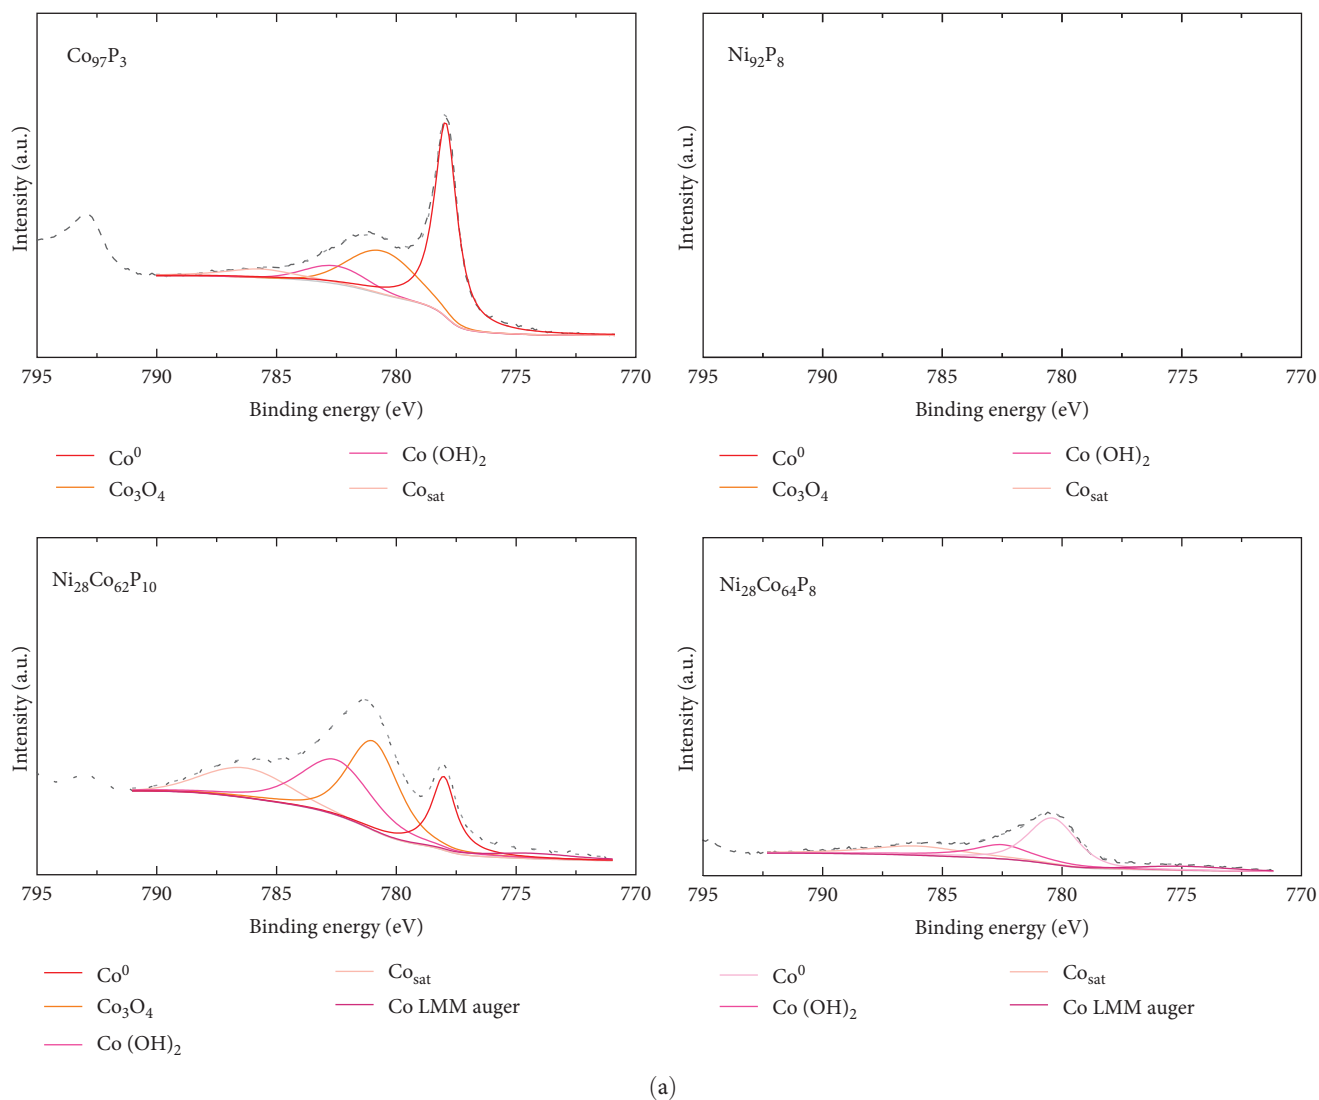 Co97P3
Intensity (a.u.)
795 790 785 780 775 770
Binding energy (eV)
Co0
Co3O4
Co (OH)2
Cosat
Ni92P8
Intensity (a.u.)
795 790 785 780 775 770
Binding energy (eV)
Co0
Co3O4
Co (OH)2
Cosat
Ni28Co62P10
Intensity (a.u.)
795 790 785 780 775 770
Binding energy (eV)
Co0
Co3O4
Co (OH)2
Cosat
Co LMM auger
Ni28Co64P8
Intensity (a.u.)
795 790 785 780 775 770
Binding energy (eV)
Co0
Co (OH)2
Cosat
Co LMM auger
(a)